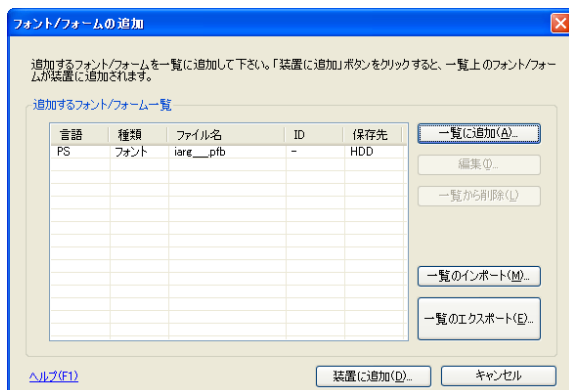 フォント/フォームの追加
追加するフォント/フォームを一覧に追加して下さい。「装置に追加」ボタンをクリックすると、一覧上のフォント/フォー
ムが装置に追加されます。
追加するフォント/フォーム一覧
言語 種類 ファイル名 ID 保存先
PS フォント iarg___.pfb - HDD
一覧に追加(A)...
編集(I)...
一覧から削除(L)
一覧のインポート(M)...
一覧のエクスポート(E)...
ヘルプ(F1)
装置に追加(D)...
キャンセル